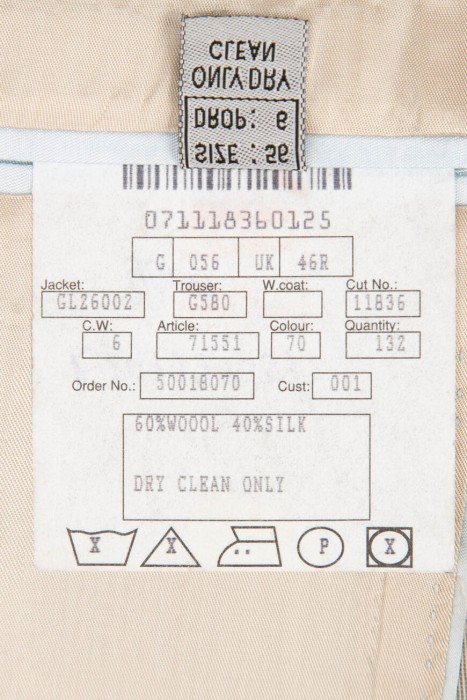 SIZE : 56
DROP: 6
ONLY DRY
CLEAN
071118360125
G 056 UK 46R
Jacket: Trouser: W.coat: Cut No.:
GL26002 G580 11836
C.W: Article: Colour: Quantity:
6 71551 70 132
Order No.: 50018070 Cust: 001
60%WOOOL 40%SILK
DRY CLEAN ONLY
X X P X